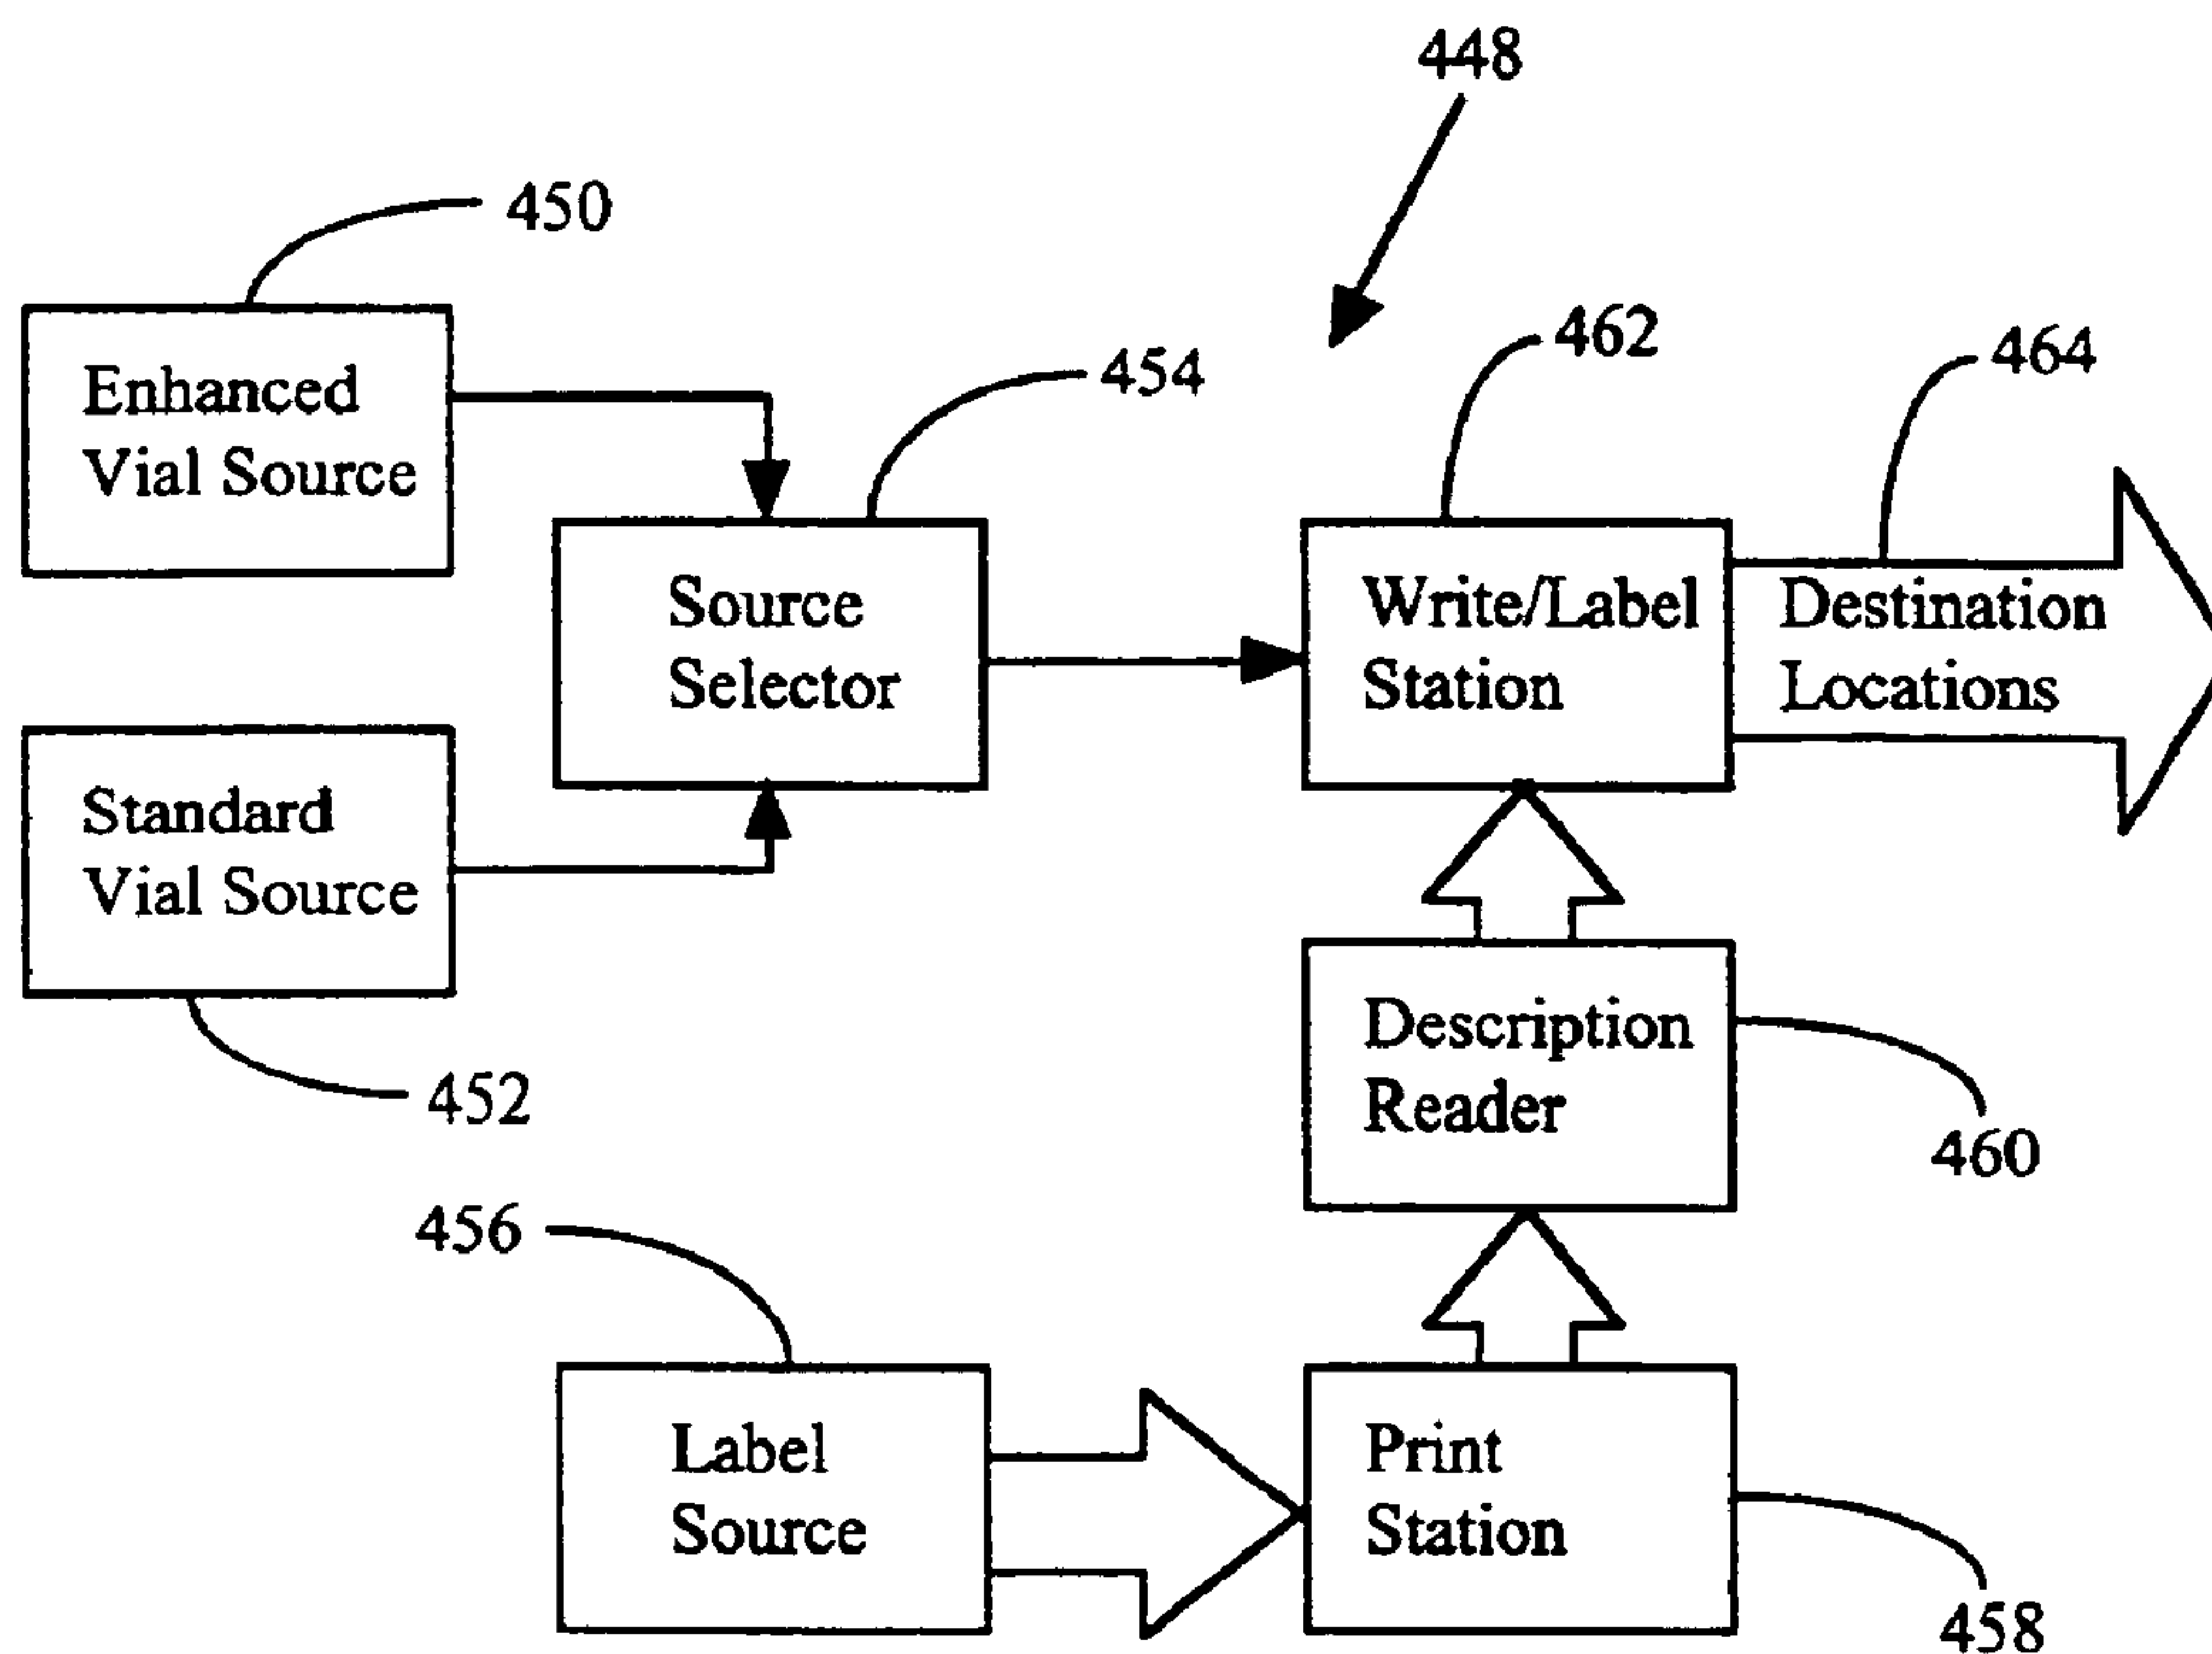 448
450
462
464
454
Enhanced
Vial Source
Source
Selector
Write/Label
Station
Destination
Locations
Standard
Vial Source
452
Description
Reader
460
456
Label
Source
Print
Station
458